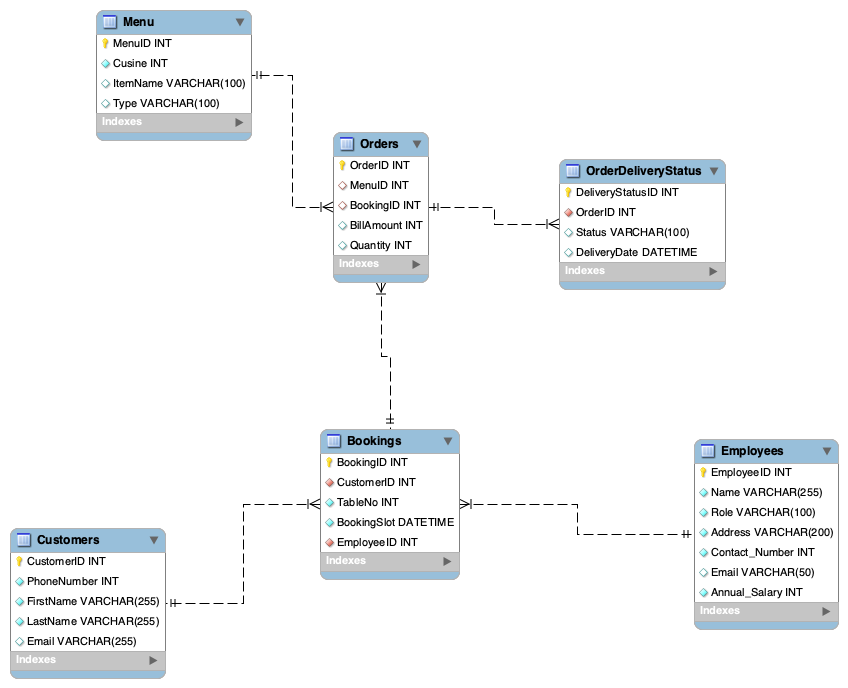 Menu
MenuID INT
Cusine INT
ItemName VARCHAR(100)
Type VARCHAR(100)
Indexes
Orders
OrderID INT
MenuID INT
BookingID INT
BillAmount INT
Quantity INT
Indexes
OrderDeliveryStatus
DeliveryStatusID INT
OrderID INT
Status VARCHAR(100)
DeliveryDate DATETIME
Indexes
Bookings
BookingID INT
CustomerID INT
TableNo INT
BookingSlot DATETIME
EmployeeID INT
Indexes
Employees
EmployeeID INT
Name VARCHAR(255)
Role VARCHAR(100)
Address VARCHAR(200)
Contact_Number INT
Email VARCHAR(50)
Annual_Salary INT
Indexes
Customers
CustomerID INT
PhoneNumber INT
FirstName VARCHAR(255)
LastName VARCHAR(255)
Email VARCHAR(255)
Indexes